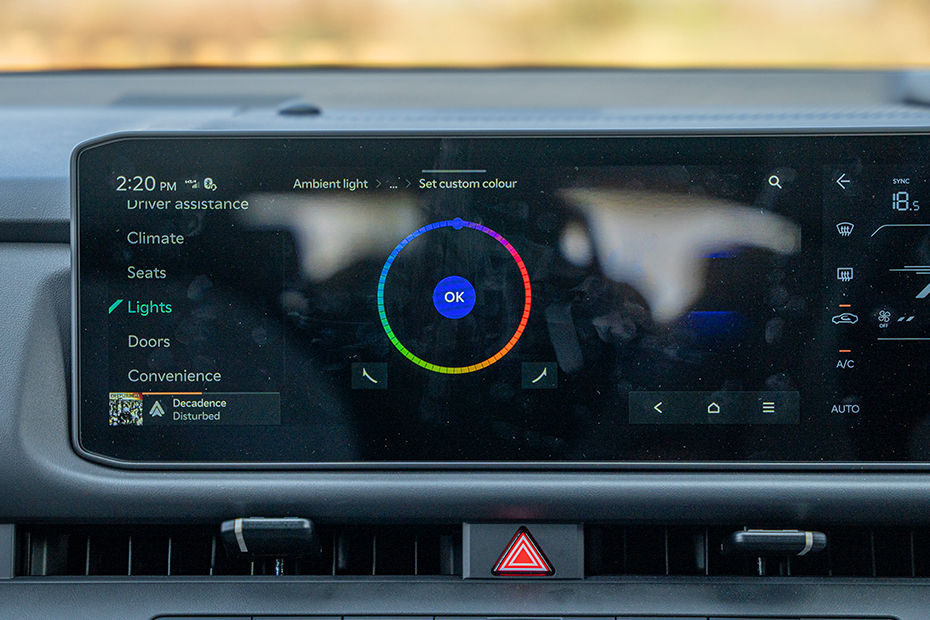 2:20 PM
Ambient light > ... > Set custom colour
Driver assistance
Climate
Seats
Lights
Doors
Convenience
Decadence
Disturbed
OK
SYNC
18.5
OFF
A/C
AUTO